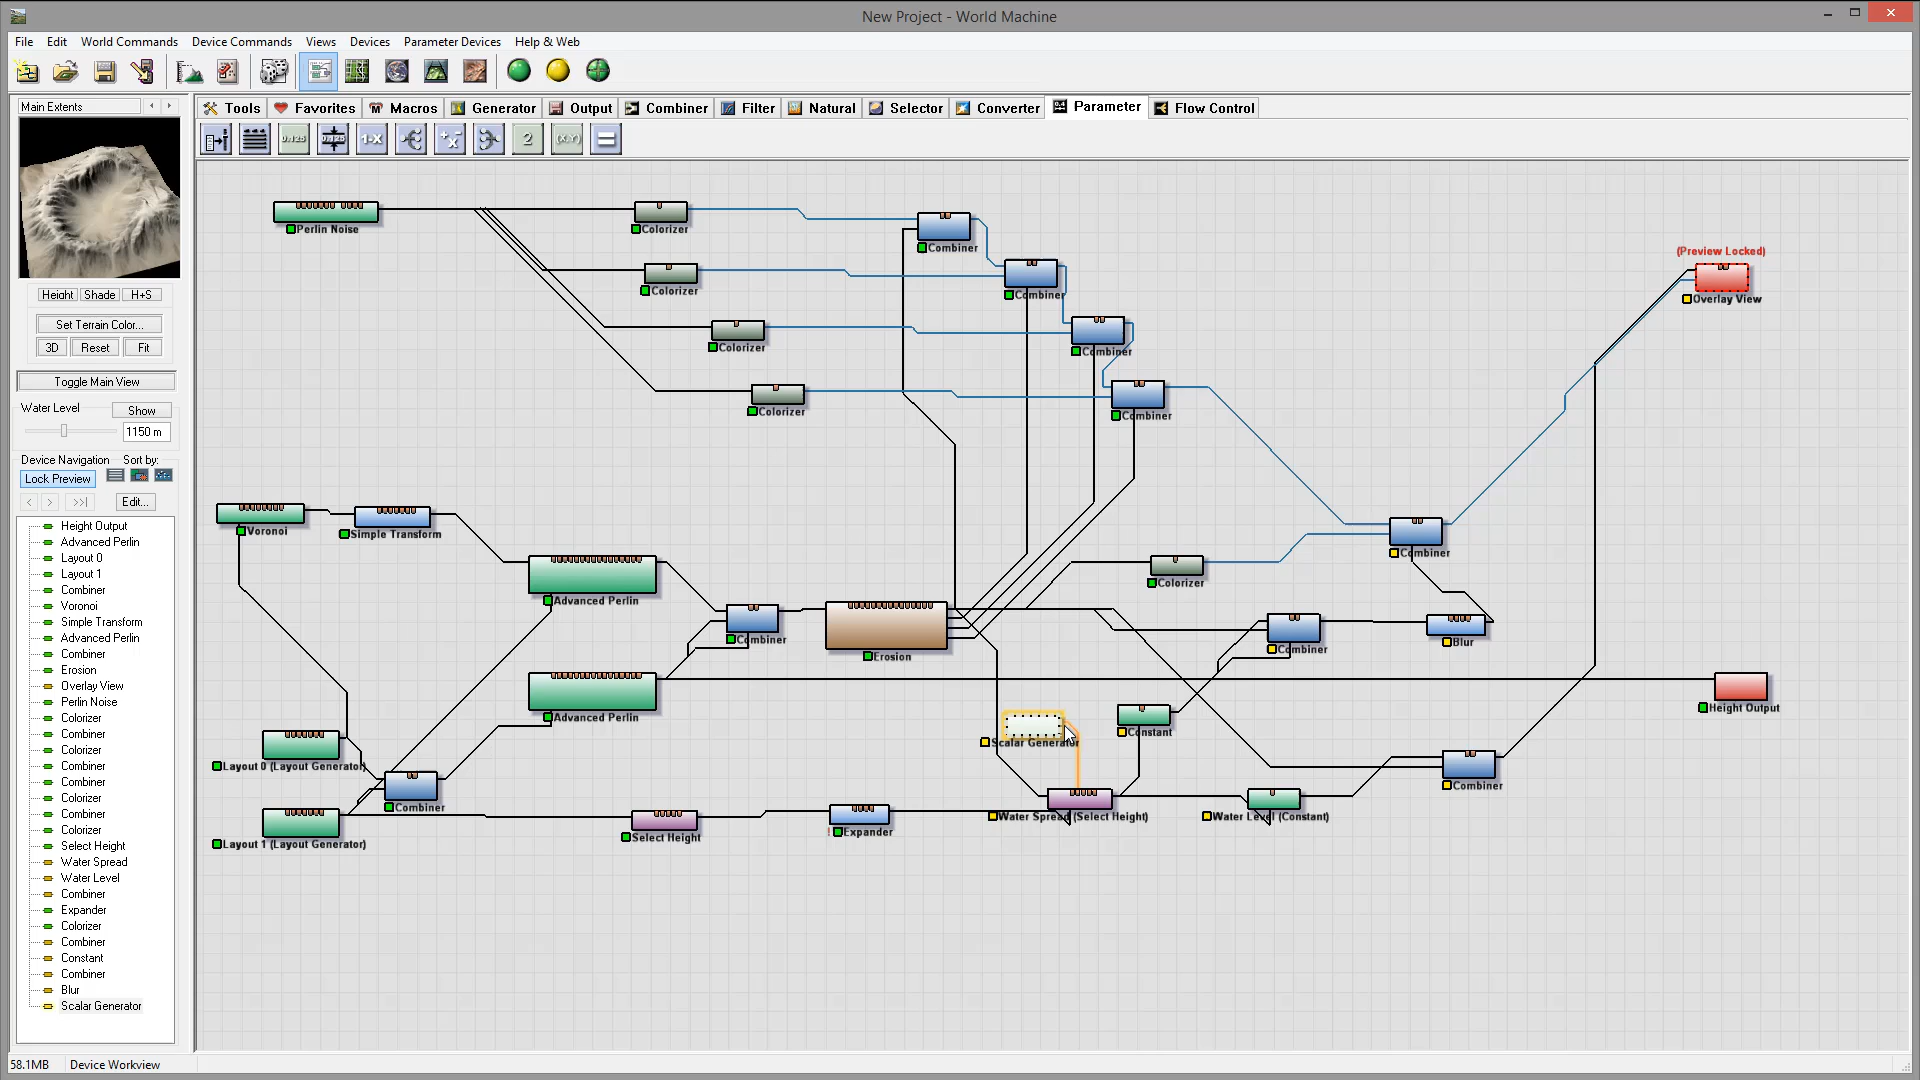 New Project - World Machine
File Edit World Commands Device Commands Views Devices Parameter Devices Help & Web
Main Extents
Tools Favorites Macros Generator Output Combiner Filter Natural Selector Converter Parameter Flow Control
0.125 0.125 1-X 2 (X,Y)
Perlin Noise
Colorizer
Combiner
Colorizer
Combiner
(Preview Locked)
Overlay View
Colorizer
Combiner
Colorizer
Combiner
Height Shade H+S
Set Terrain Color...
3D Reset Fit
Toggle Main View
Water Level Show
1150 m
Device Navigation Sort by:
Lock Preview
< > >>| Edit...
Height Output
Advanced Perlin
Layout 0
Layout 1
Combiner
Voronoi
Simple Transform
Advanced Perlin
Combiner
Erosion
Overlay View
Perlin Noise
Colorizer
Combiner
Colorizer
Combiner
Combiner
Colorizer
Combiner
Colorizer
Select Height
Water Spread
Water Level
Combiner
Expander
Colorizer
Combiner
Constant
Combiner
Blur
Scalar Generator
Voronoi
Simple Transform
Combiner
Colorizer
Advanced Perlin
Combiner
Erosion
Combiner
Blur
Advanced Perlin
Height Output
Scalar Generator
Constant
Layout 0 (Layout Generator)
Combiner
Combiner
Water Spread (Select Height)
Water Level (Constant)
Layout 1 (Layout Generator)
Select Height
Expander
58.1MB Device Workview